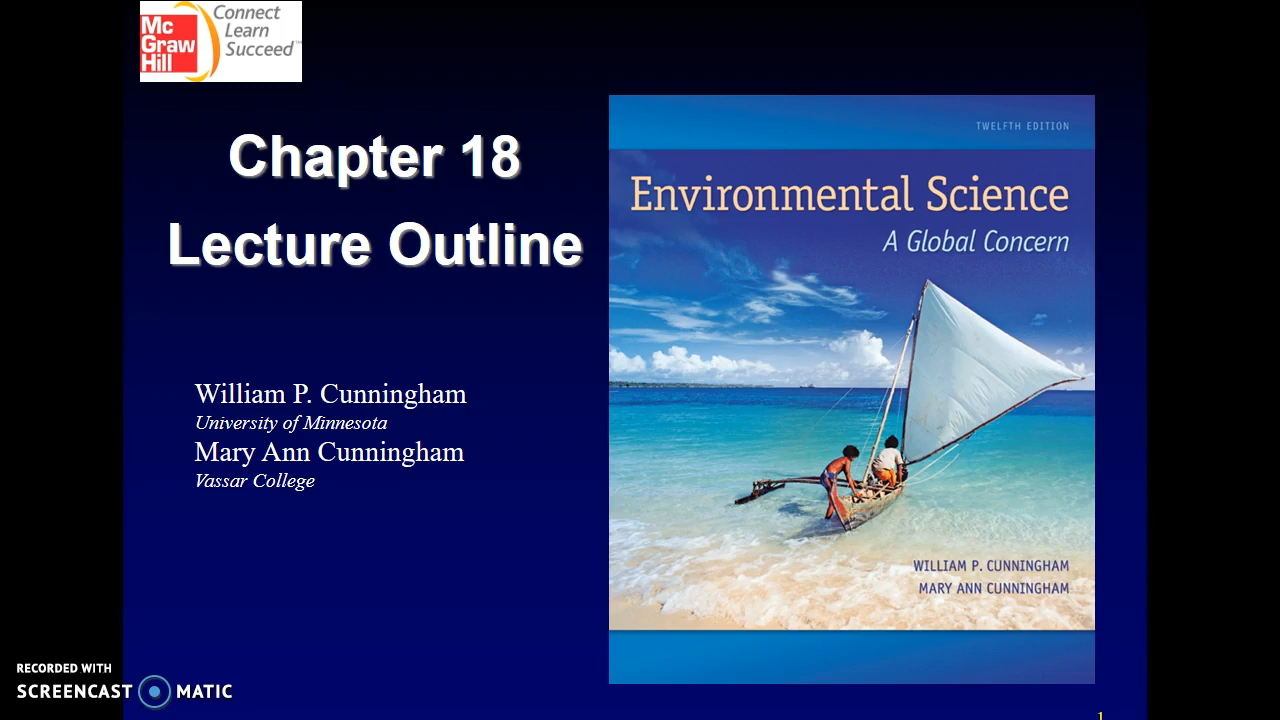 Mc
Graw
Hill
Connect
Learn
Succeed™
Chapter 18
Lecture Outline
William P. Cunningham
University of Minnesota
Mary Ann Cunningham
Vassar College
TWELFTH EDITION
Environmental Science
A Global Concern
WILLIAM P. CUNNINGHAM
MARY ANN CUNNINGHAM
RECORDED WITH
SCREENCAST MATIC
1